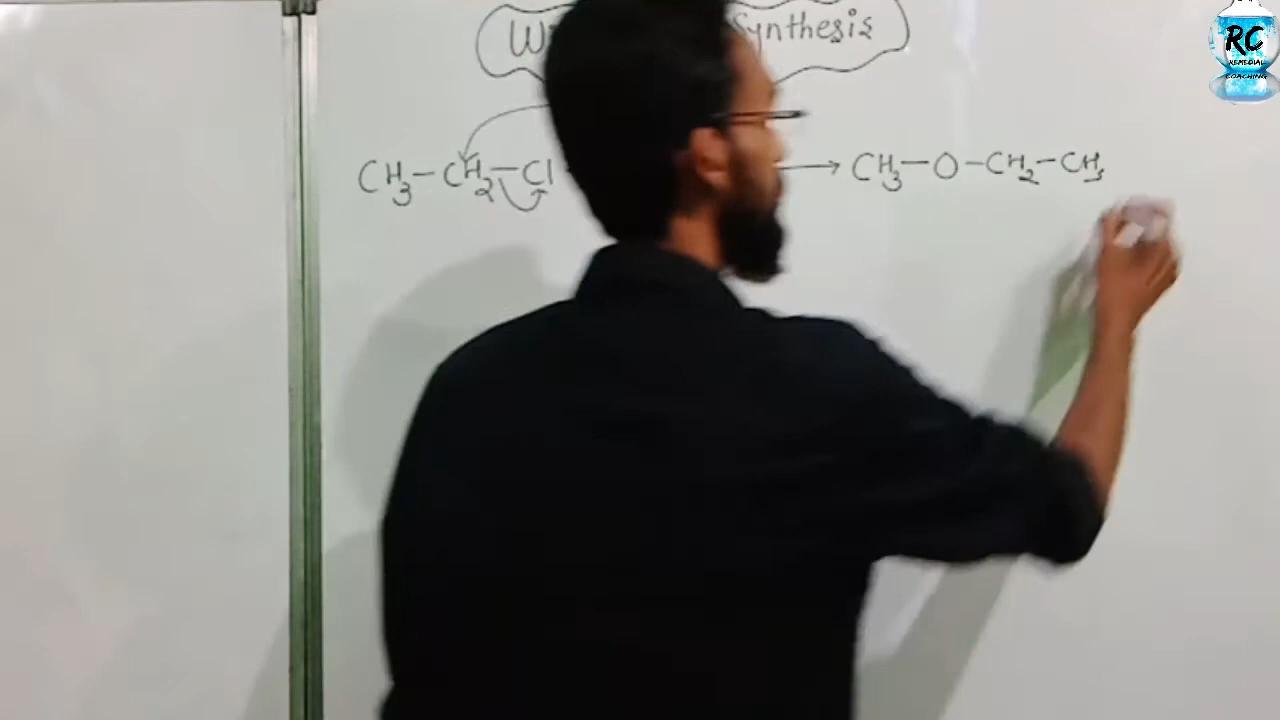 Synthesis
CH3-CH2-Cl → CH3-O-CH2-CH3
RC
REMEDIAL
COACHING